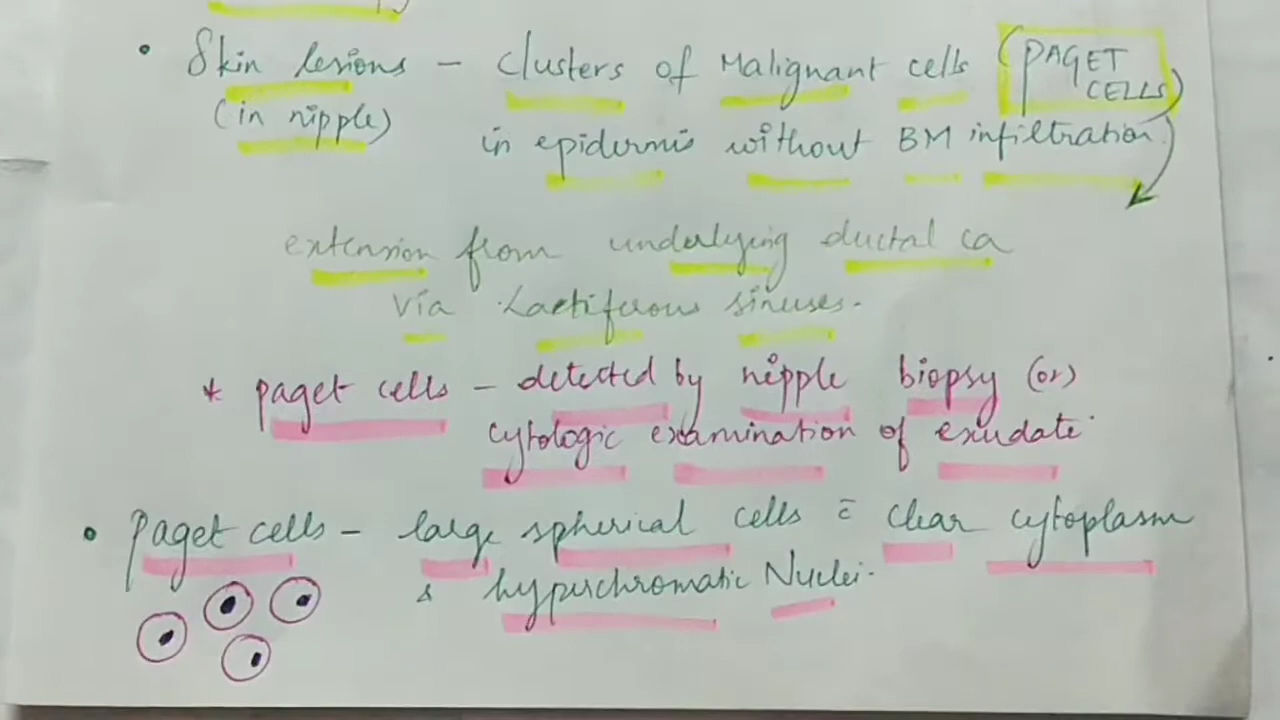 • Skin lesions – clusters of Malignant cells (PAGET CELLS)
(in nipple) in epidermis without BM infiltration
extension from underlying ductal ca
via Lactiferous sinuses.
* paget cells – detected by nipple biopsy (or)
cytologic examination of exudate
• Paget cells – large spherical cells c̄ clear cytoplasm
& hyperchromatic Nuclei.